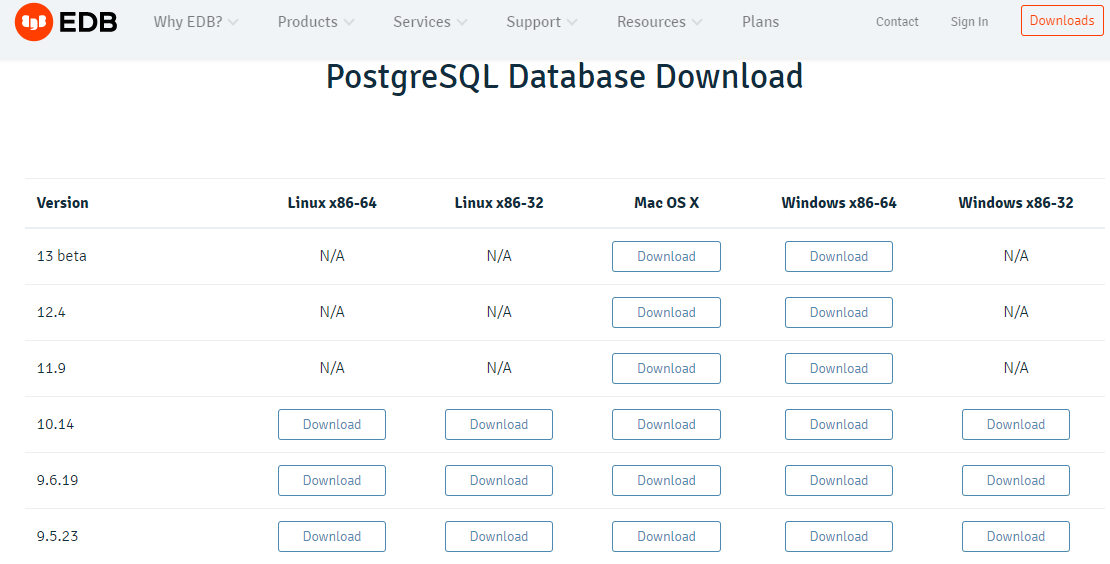 EDB Why EDB? Products Services Support Resources Plans Contact Sign In Downloads
PostgreSQL Database Download
Version Linux x86-64 Linux x86-32 Mac OS X Windows x86-64 Windows x86-32
13 beta N/A N/A Download Download N/A
12.4 N/A N/A Download Download N/A
11.9 N/A N/A Download Download N/A
10.14 Download Download Download Download Download
9.6.19 Download Download Download Download Download
9.5.23 Download Download Download Download Download